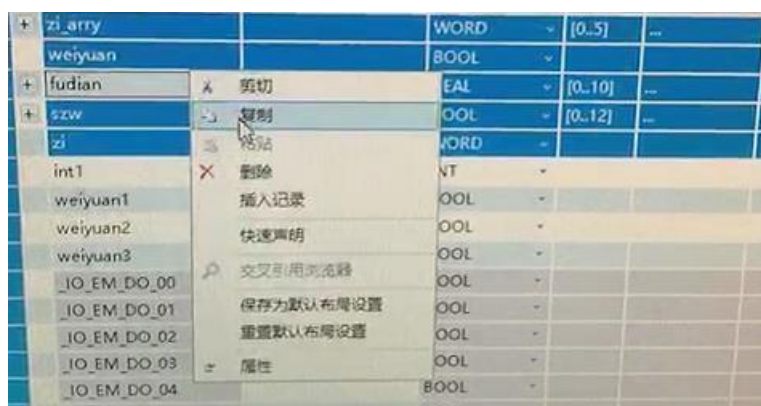 zi_arry WORD [0..5] ...
weiyuan BOOL
fudian EAL [0..10] ...
szw OOL [0..12] ...
zi WORD
int1 NT
weiyuan1 OOL
weiyuan2 OOL
weiyuan3 OOL
_IO_EM_DO_00 OOL
_IO_EM_DO_01 OOL
_IO_EM_DO_02 OOL
_IO_EM_DO_03 OOL
_IO_EM_DO_04 BOOL
剪切
复制
粘贴
删除
插入记录
快速声明
交叉引用浏览器
保存为默认布局设置
重置默认布局设置
属性